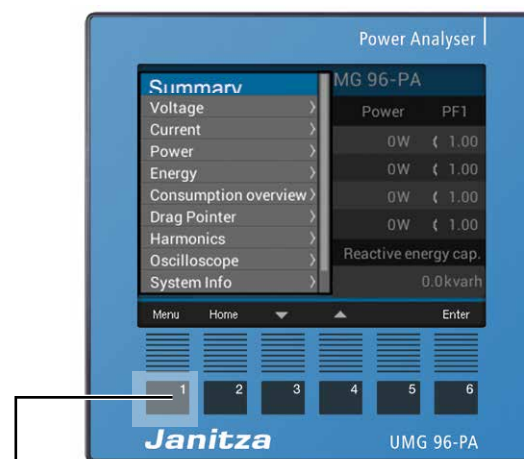 Power Analyser
Summary
MG 96-PA
Voltage
Power PF1
Current
Power
0W 1.00
Energy
0W 1.00
Consumption overview
0W 1.00
Drag Pointer
0W 1.00
Harmonics
Oscilloscope
Reactive energy cap.
System Info
0.0kvarh
Menu Home Enter
1 2 3 4 5 6
Janitza UMG 96-PA